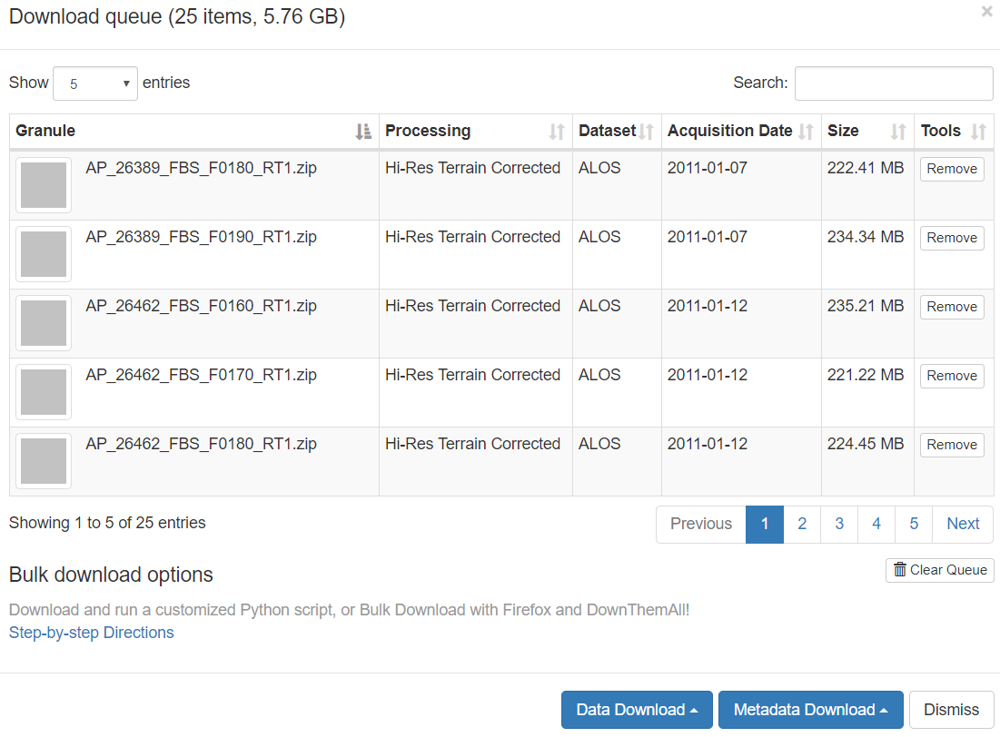 Download queue (25 items, 5.76 GB)
×
Show 5 entries Search:
Granule Processing Dataset Acquisition Date Size Tools
AP_26389_FBS_F0180_RT1.zip Hi-Res Terrain Corrected ALOS 2011-01-07 222.41 MB Remove
AP_26389_FBS_F0190_RT1.zip Hi-Res Terrain Corrected ALOS 2011-01-07 234.34 MB Remove
AP_26462_FBS_F0160_RT1.zip Hi-Res Terrain Corrected ALOS 2011-01-12 235.21 MB Remove
AP_26462_FBS_F0170_RT1.zip Hi-Res Terrain Corrected ALOS 2011-01-12 221.22 MB Remove
AP_26462_FBS_F0180_RT1.zip Hi-Res Terrain Corrected ALOS 2011-01-12 224.45 MB Remove
Showing 1 to 5 of 25 entries Previous 1 2 3 4 5 Next
Bulk download options Clear Queue
Download and run a customized Python script, or Bulk Download with Firefox and DownThemAll!
Step-by-step Directions
Data Download Metadata Download Dismiss